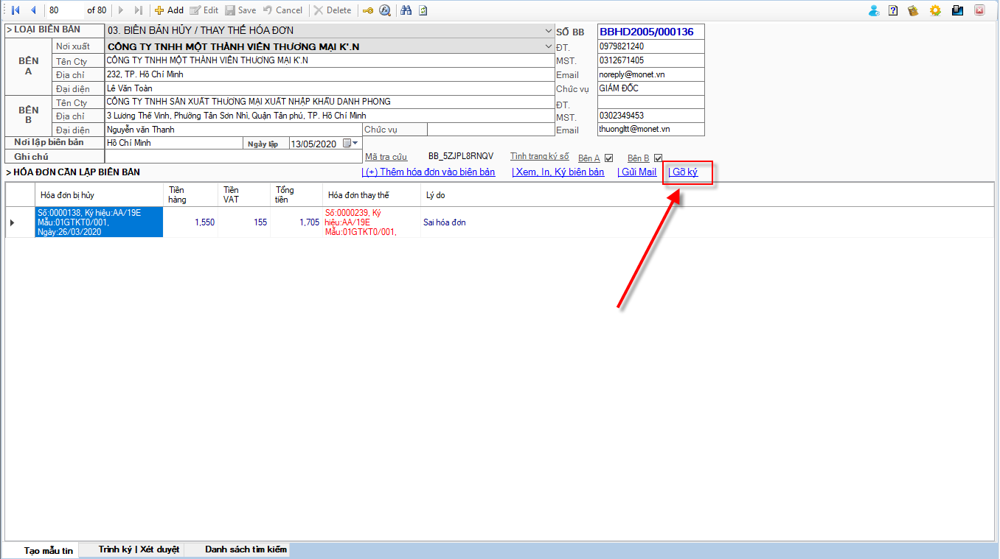 80 of 80 Add Edit Save Cancel Delete
> LOẠI BIÊN BẢN 03. BIÊN BẢN HỦY / THAY THẾ HÓA ĐƠN SỐ BB BBHD2005/000136
BÊN A
Nơi xuất CÔNG TY TNHH MỘT THÀNH VIÊN THƯƠNG MẠI K'.N ĐT. 0979821240
Tên Cty CÔNG TY TNHH MỘT THÀNH VIÊN THƯƠNG MẠI K'.N MST. 0312671405
Địa chỉ 232, TP. Hồ Chí Minh Email noreply@monet.vn
Đại diện Lê Văn Toàn Chức vụ GIÁM ĐỐC
BÊN B
Tên Cty CÔNG TY TNHH SẢN XUẤT THƯƠNG MẠI XUẤT NHẬP KHẨU DANH PHONG ĐT.
Địa chỉ 3 Lương Thế Vinh, Phường Tân Sơn Nhì, Quận Tân phú, TP. Hồ Chí Minh MST. 0302349453
Đại diện Nguyễn văn Thanh Chức vụ Email thuongltt@monet.vn
Nơi lập biên bản Hồ Chí Minh Ngày lập 13/05/2020
Ghi chú Mã tra cứu BB_5ZJPL8RNQV Tình trạng ký số Bên A Bên B
> HÓA ĐƠN CẦN LẬP BIÊN BẢN | (+) Thêm hóa đơn vào biên bản | Xem, In, Ký biên bản | Gửi Mail | Gỡ ký
Hóa đơn bị hủy Tiền hàng Tiền VAT Tổng tiền Hóa đơn thay thế Lý do
Số:0000138, Ký hiệu:AA/19E
Mẫu:01GTKT0/001,
Ngày:26/03/2020
1,550 155 1,705
Số:0000239, Ký
hiệu:AA/19E
Mẫu:01GTKT0/001,
Sai hóa đơn
Tạo mẫu tin Trình ký | Xét duyệt Danh sách tìm kiếm